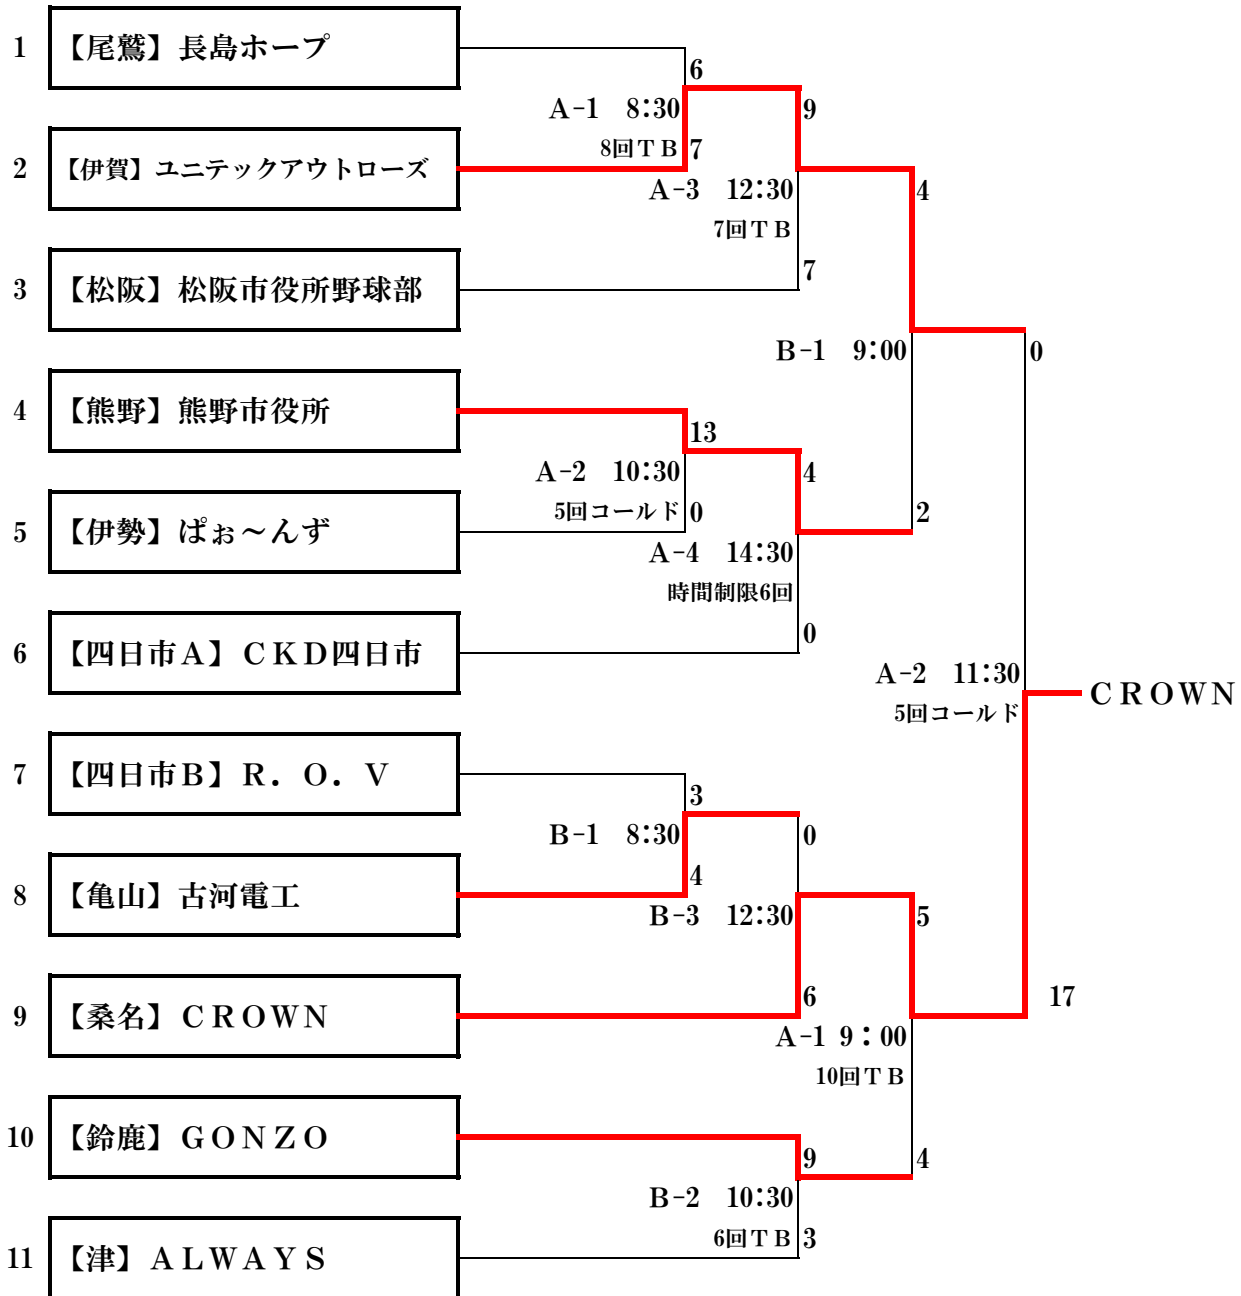 1 【尾鷲】長島ホープ
6
A-1 8:30
9
8回ＴＢ 7
2 【伊賀】ユニテックアウトローズ
A-3 12:30
4
7回ＴＢ
7
3 【松阪】松阪市役所野球部
B-1 9:00
0
4 【熊野】熊野市役所
13
A-2 10:30
4
5回コールド 0
2
5 【伊勢】ぱぉ～んず
A-4 14:30
時間制限6回
0
6 【四日市Ａ】ＣＫＤ四日市
A-2 11:30
ＣＲＯＷＮ
5回コールド
7 【四日市Ｂ】Ｒ．Ｏ．Ｖ
3
B-1 8:30
0
4
8 【亀山】古河電工
B-3 12:30
5
6
17
9 【桑名】ＣＲＯＷＮ
A-1 9：00
10回ＴＢ
10 【鈴鹿】ＧＯＮＺＯ
9
4
B-2 10:30
6回ＴＢ 3
11 【津】ＡＬＷＡＹＳ